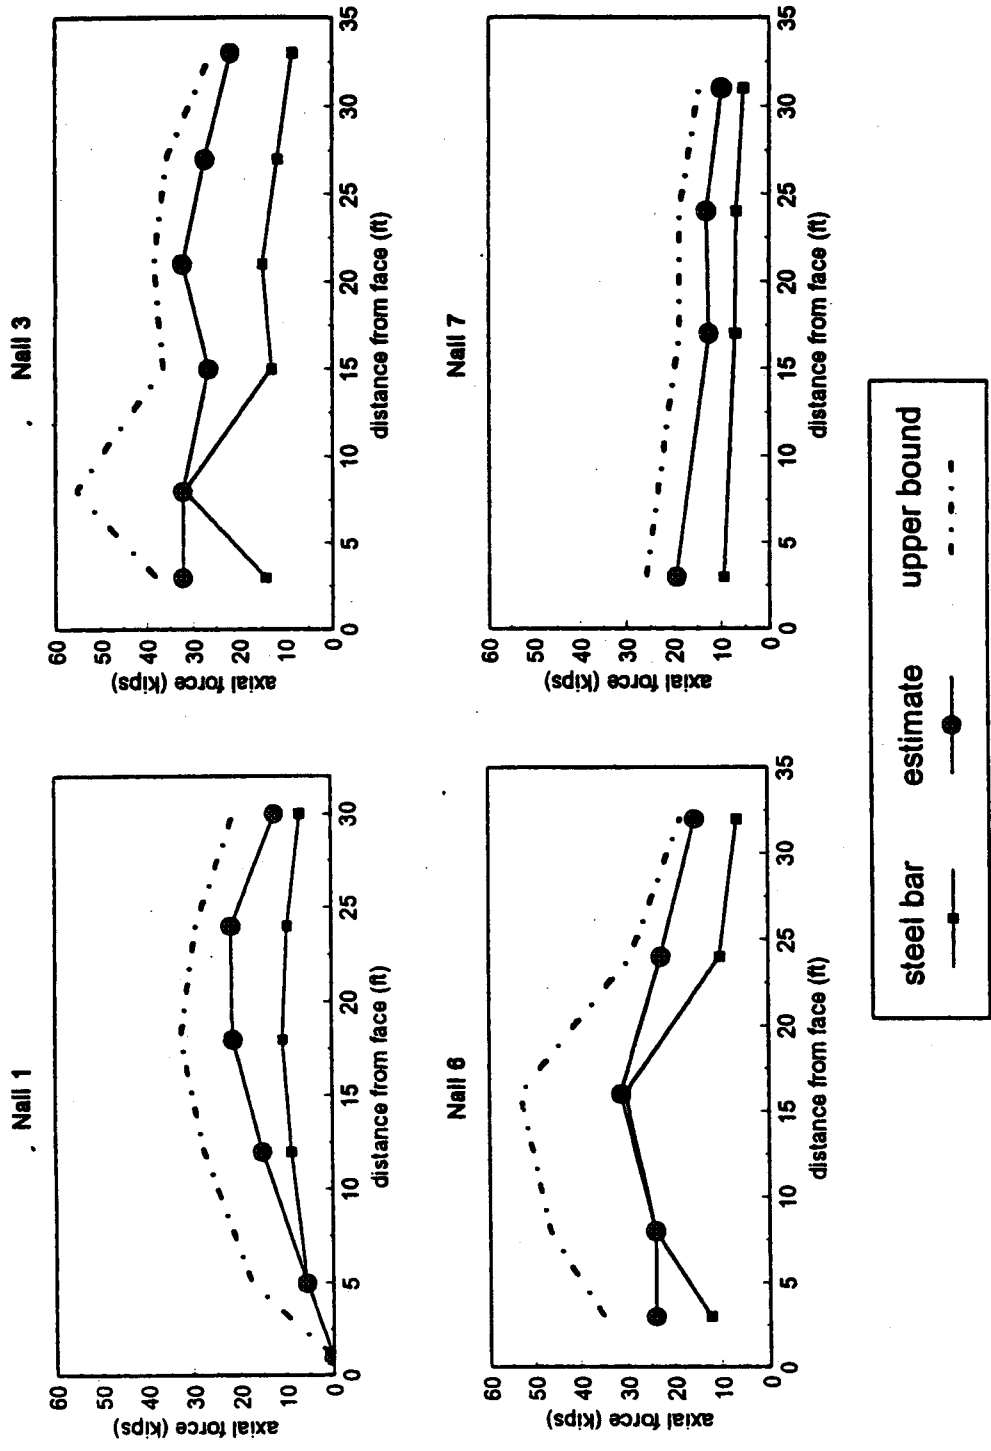 Nail 1
axial force (kips)
60
50
40
30
20
10
0
0 5 10 15 20 25 30
distance from face (ft)
Nail 3
axial force (kips)
60
50
40
30
20
10
0
0 5 10 15 20 25 30 35
distance from face (ft)
Nail 6
axial force (kips)
60
50
40
30
20
10
0
0 5 10 15 20 25 30 35
distance from face (ft)
Nail 7
axial force (kips)
60
50
40
30
20
10
0
0 5 10 15 20 25 30 35
distance from face (ft)
steel bar estimate upper bound